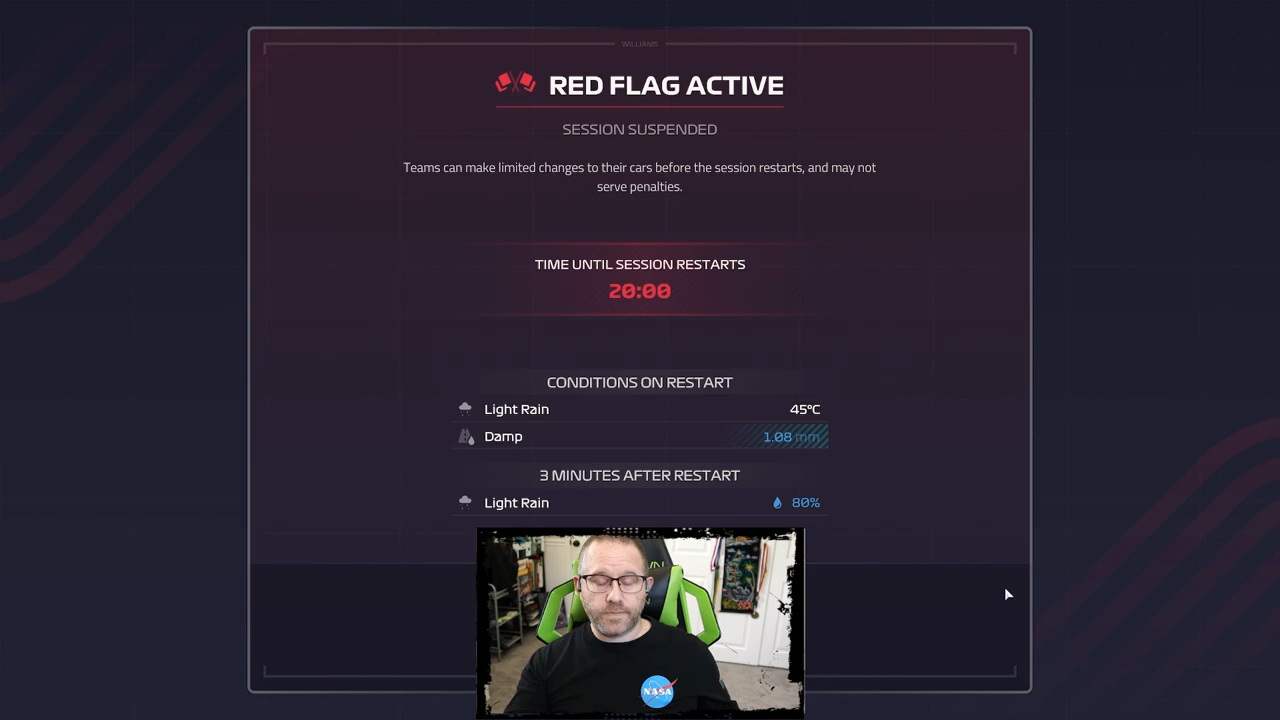 WILLIAMS
RED FLAG ACTIVE
SESSION SUSPENDED
Teams can make limited changes to their cars before the session restarts, and may not
serve penalties.
TIME UNTIL SESSION RESTARTS
20:00
CONDITIONS ON RESTART
Light Rain 45°C
Damp 1.08 mm
3 MINUTES AFTER RESTART
Light Rain 80%
NASA